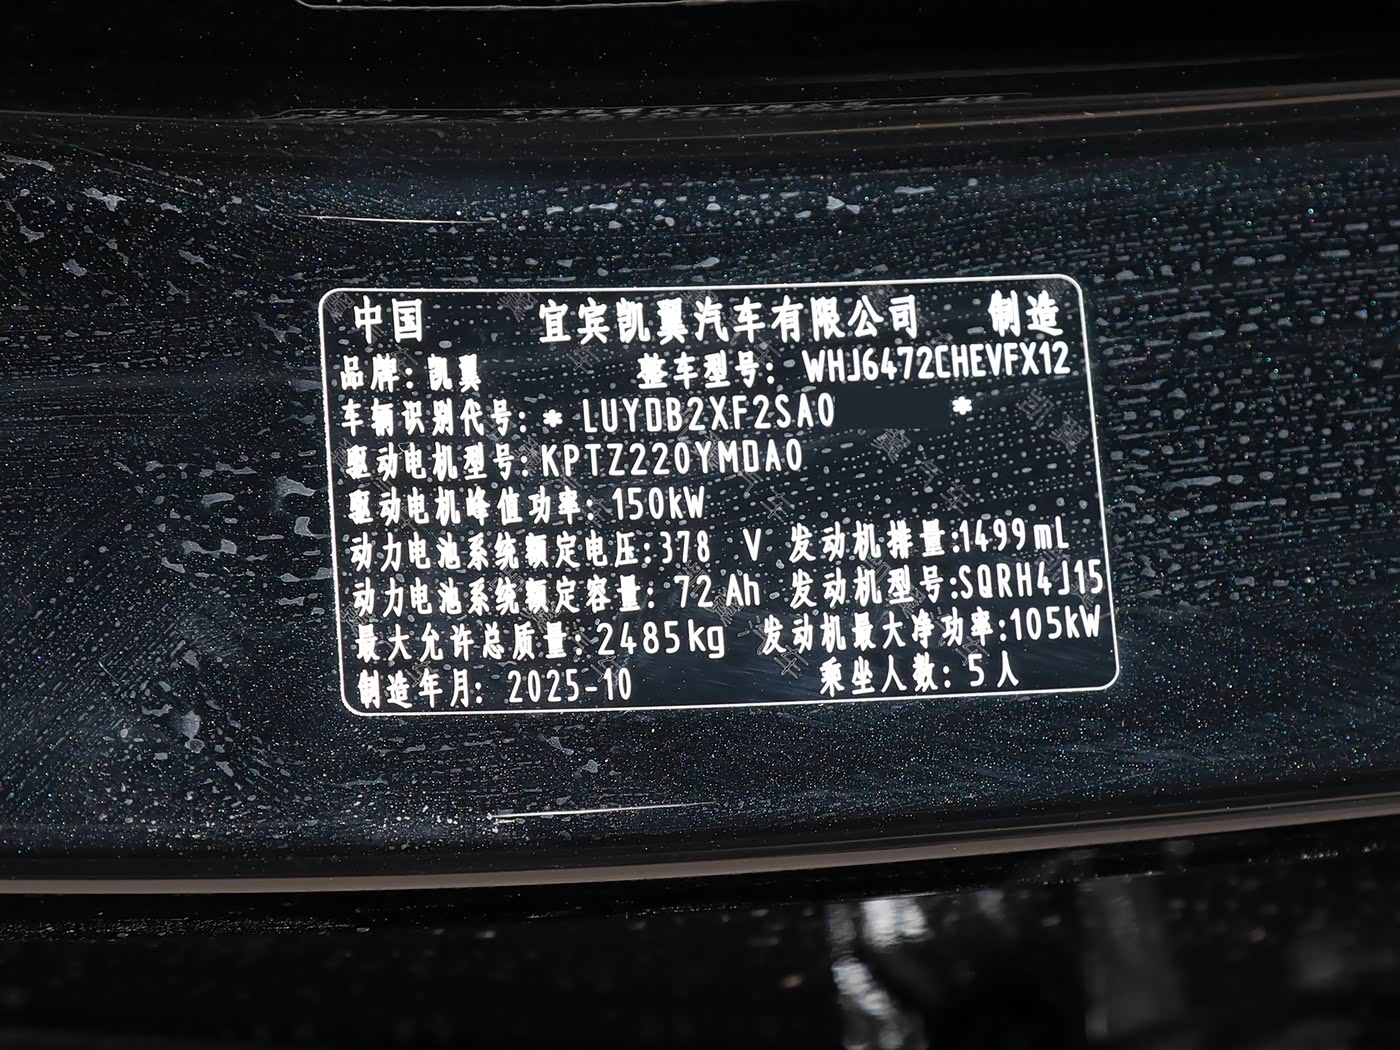 中国 宜宾凯翼汽车有限公司 制造
品牌：凯翼 整车型号：WHJ6472CHEVFX12
车辆识别代号：* LUYDB2XF2SA0 *
驱动电机型号：KPTZ220YMDA0
驱动电机峰值功率：150kW
动力电池系统额定电压：378 V 发动机排量：1499mL
动力电池系统额定容量：72Ah 发动机型号：SQRH4J15
最大允许总质量：2485kg 发动机最大净功率：105kW
制造年月：2025-10 乘坐人数：5人